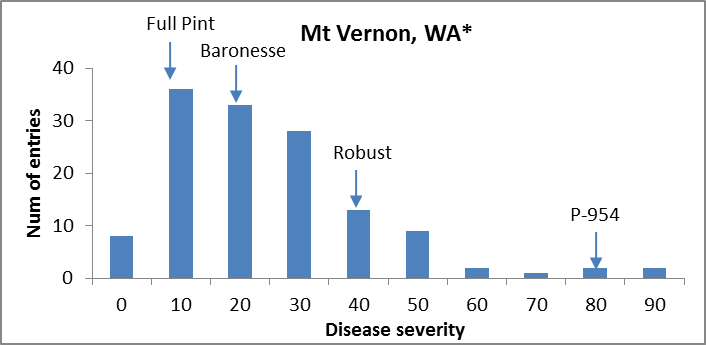 Full Pint
Mt Vernon, WA*
Baronesse
40
30
20
10
0
Num of entries
Robust
P-954
0 10 20 30 40 50 60 70 80 90
Disease severity